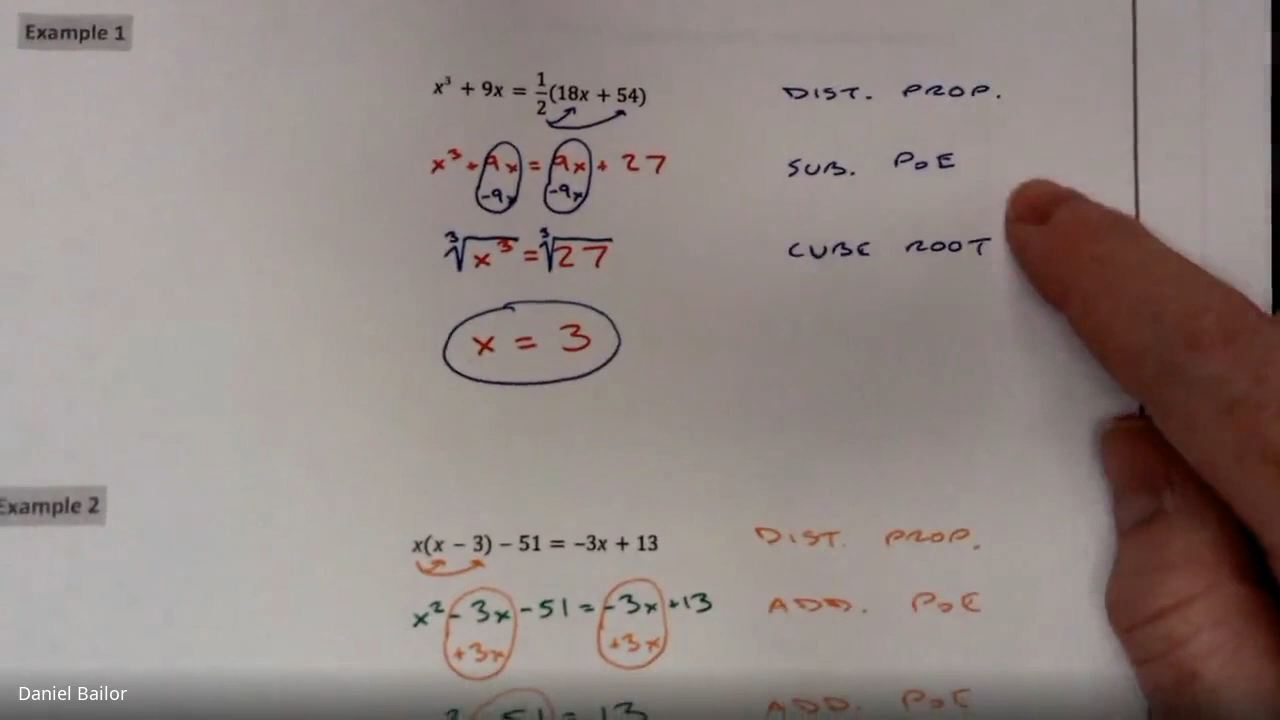 Example 1
x³ + 9x = 1/2(18x + 54) DIST. PROP.
x³ + 9x = 9x + 27 SUB. POE
-9x -9x
∛x³ = ∛27 CUBE ROOT
x = 3
Example 2
x(x − 3) − 51 = −3x + 13 DIST. PROP.
x² - 3x - 51 = -3x + 13 ADD. POE
+3x +3x
51 = 13 ADD. POE
Daniel Bailor